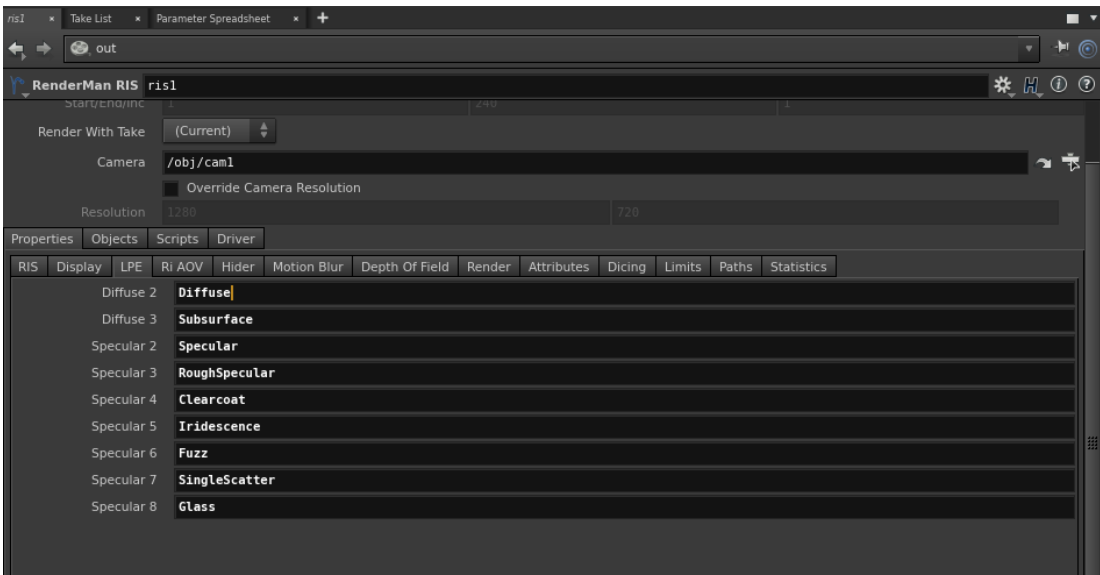 ris1 × Take List × Parameter Spreadsheet × +
out
RenderMan RIS ris1
Start/End/Inc 1 240 1
Render With Take (Current)
Camera /obj/cam1
Override Camera Resolution
Resolution 1280 720
Properties Objects Scripts Driver
RIS Display LPE Ri AOV Hider Motion Blur Depth Of Field Render Attributes Dicing Limits Paths Statistics
Diffuse 2 Diffuse
Diffuse 3 Subsurface
Specular 2 Specular
Specular 3 RoughSpecular
Specular 4 Clearcoat
Specular 5 Iridescence
Specular 6 Fuzz
Specular 7 SingleScatter
Specular 8 Glass